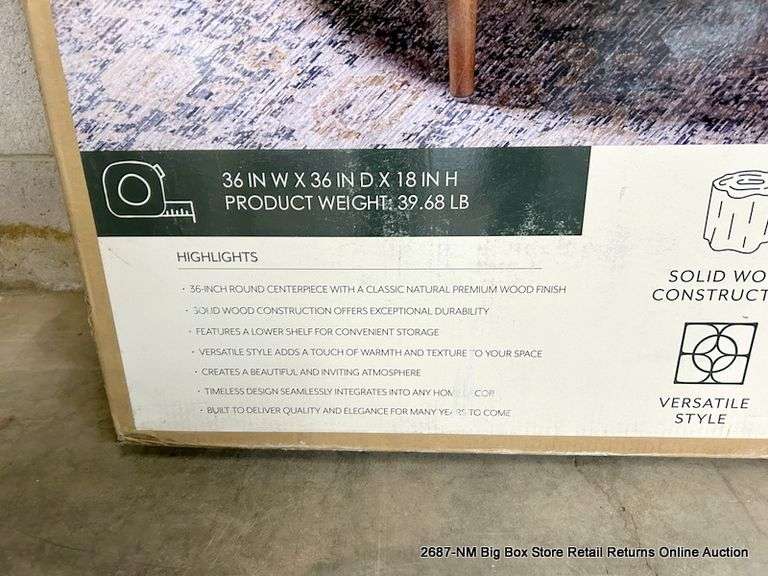 36 IN W X 36 IN D X 18 IN H
PRODUCT WEIGHT: 39.68 LB
HIGHLIGHTS
· 36-INCH ROUND CENTERPIECE WITH A CLASSIC NATURAL PREMIUM WOOD FINISH
· SOLID WOOD CONSTRUCTION OFFERS EXCEPTIONAL DURABILITY
· FEATURES A LOWER SHELF FOR CONVENIENT STORAGE
· VERSATILE STYLE ADDS A TOUCH OF WARMTH AND TEXTURE TO YOUR SPACE
· CREATES A BEAUTIFUL AND INVITING ATMOSPHERE
· TIMELESS DESIGN SEAMLESSLY INTEGRATES INTO ANY HOME
· BUILT TO DELIVER QUALITY AND ELEGANCE FOR MANY YEARS TO COME
SOLID WO
CONSTRUCT
VERSATILE
STYLE
2687-NM Big Box Store Retail Returns Online Auction